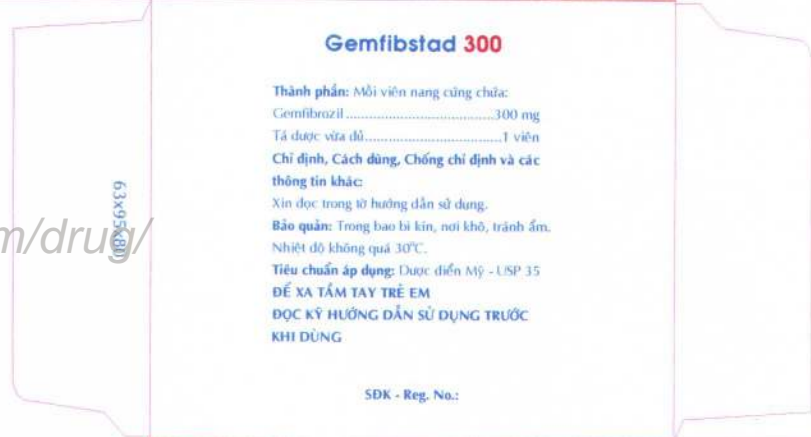 Gemfibstad 300
Thành phần: Mỗi viên nang cứng chứa:
Gemfibrozil.....................................300 mg
Tá dược vừa đủ..................................1 viên
Chỉ định, Cách dùng, Chống chỉ định và các
thông tin khác:
Xin đọc trong tờ hướng dẫn sử dụng.
Bảo quản: Trong bao bì kín, nơi khô, tránh ẩm.
Nhiệt độ không quá 30°C.
Tiêu chuẩn áp dụng: Dược điển Mỹ - USP 35
ĐỂ XA TẦM TAY TRẺ EM
ĐỌC KỸ HƯỚNG DẪN SỬ DỤNG TRƯỚC
KHI DÙNG
SĐK - Reg. No.:
63x95x80
m/drug/